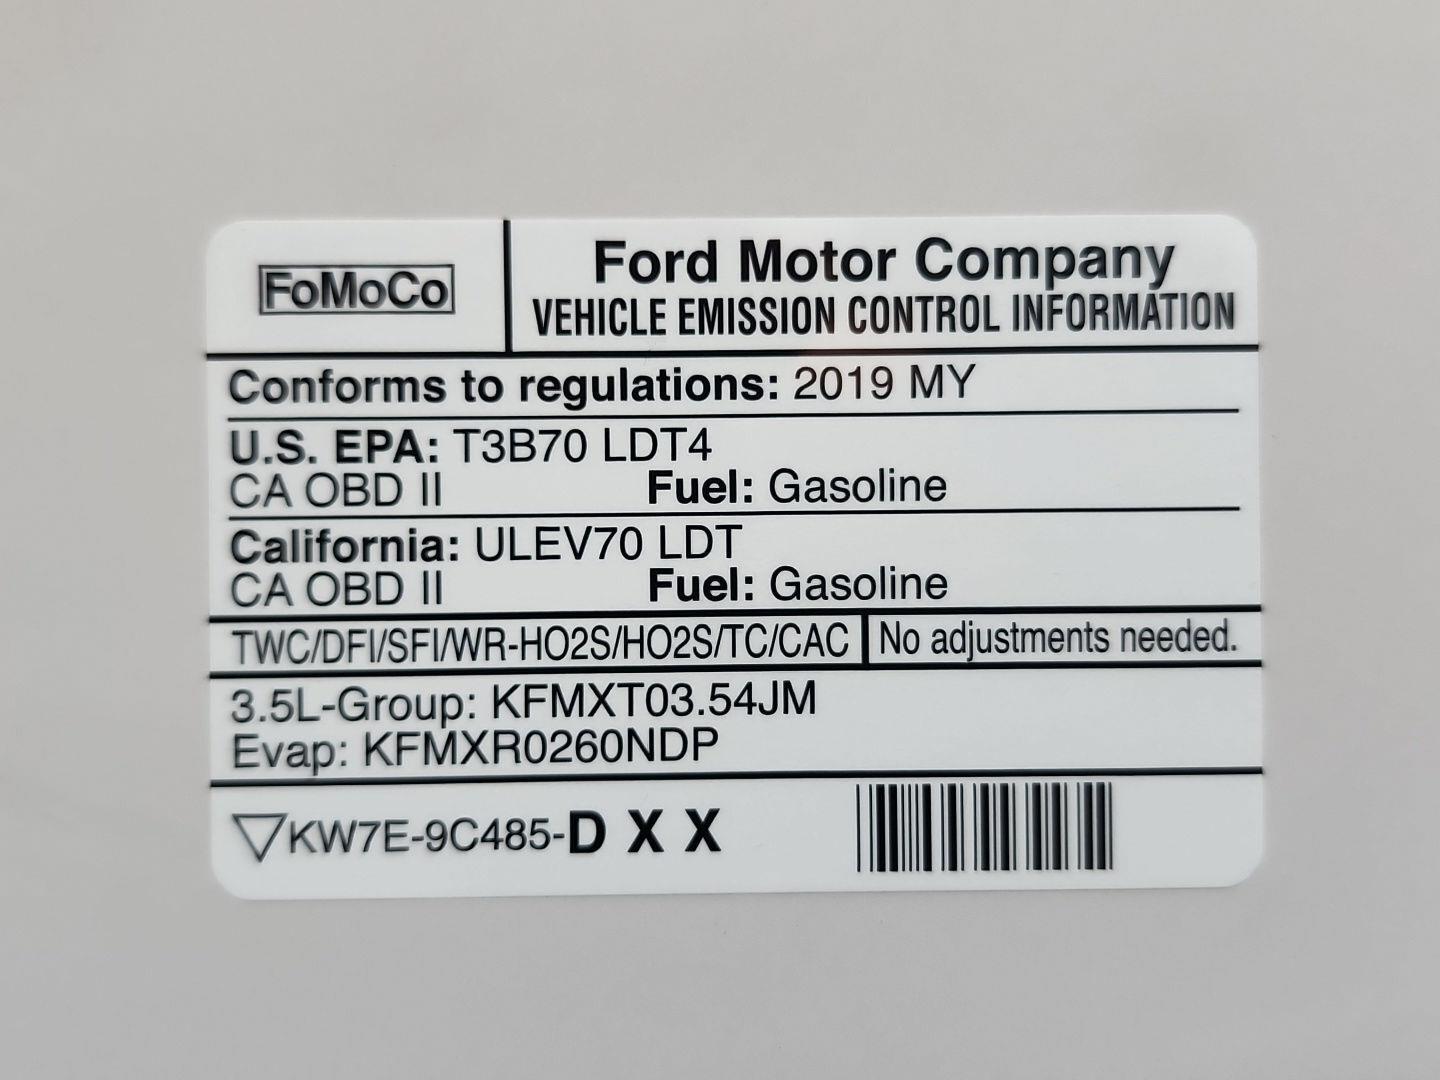 FoMoCo
Ford Motor Company
VEHICLE EMISSION CONTROL INFORMATION
Conforms to regulations: 2019 MY
U.S. EPA: T3B70 LDT4
CA OBD II Fuel: Gasoline
California: ULEV70 LDT
CA OBD II Fuel: Gasoline
TWC/DFI/SFI/WR-HO2S/HO2S/TC/CAC No adjustments needed.
3.5L-Group: KFMXT03.54JM
Evap: KFMXR0260NDP
▽KW7E-9C485-D X X